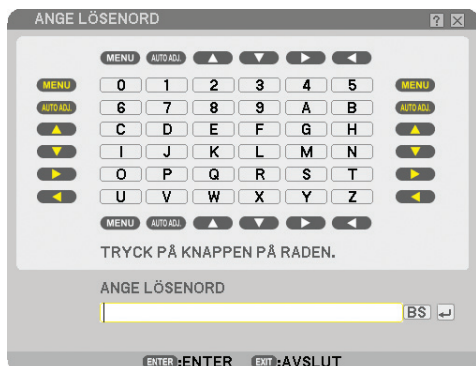 ANGE LÖSENORD ?
MENU AUTO ADJ.
MENU 0 1 2 3 4 5 MENU
AUTO ADJ. 6 7 8 9 A B AUTO ADJ.
C D E F G H
I J K L M N
O P Q R S T
U V W X Y Z
MENU AUTO ADJ.
TRYCK PÅ KNAPPEN PÅ RADEN.
ANGE LÖSENORD
BS
ENTER :ENTER EXIT :AVSLUT